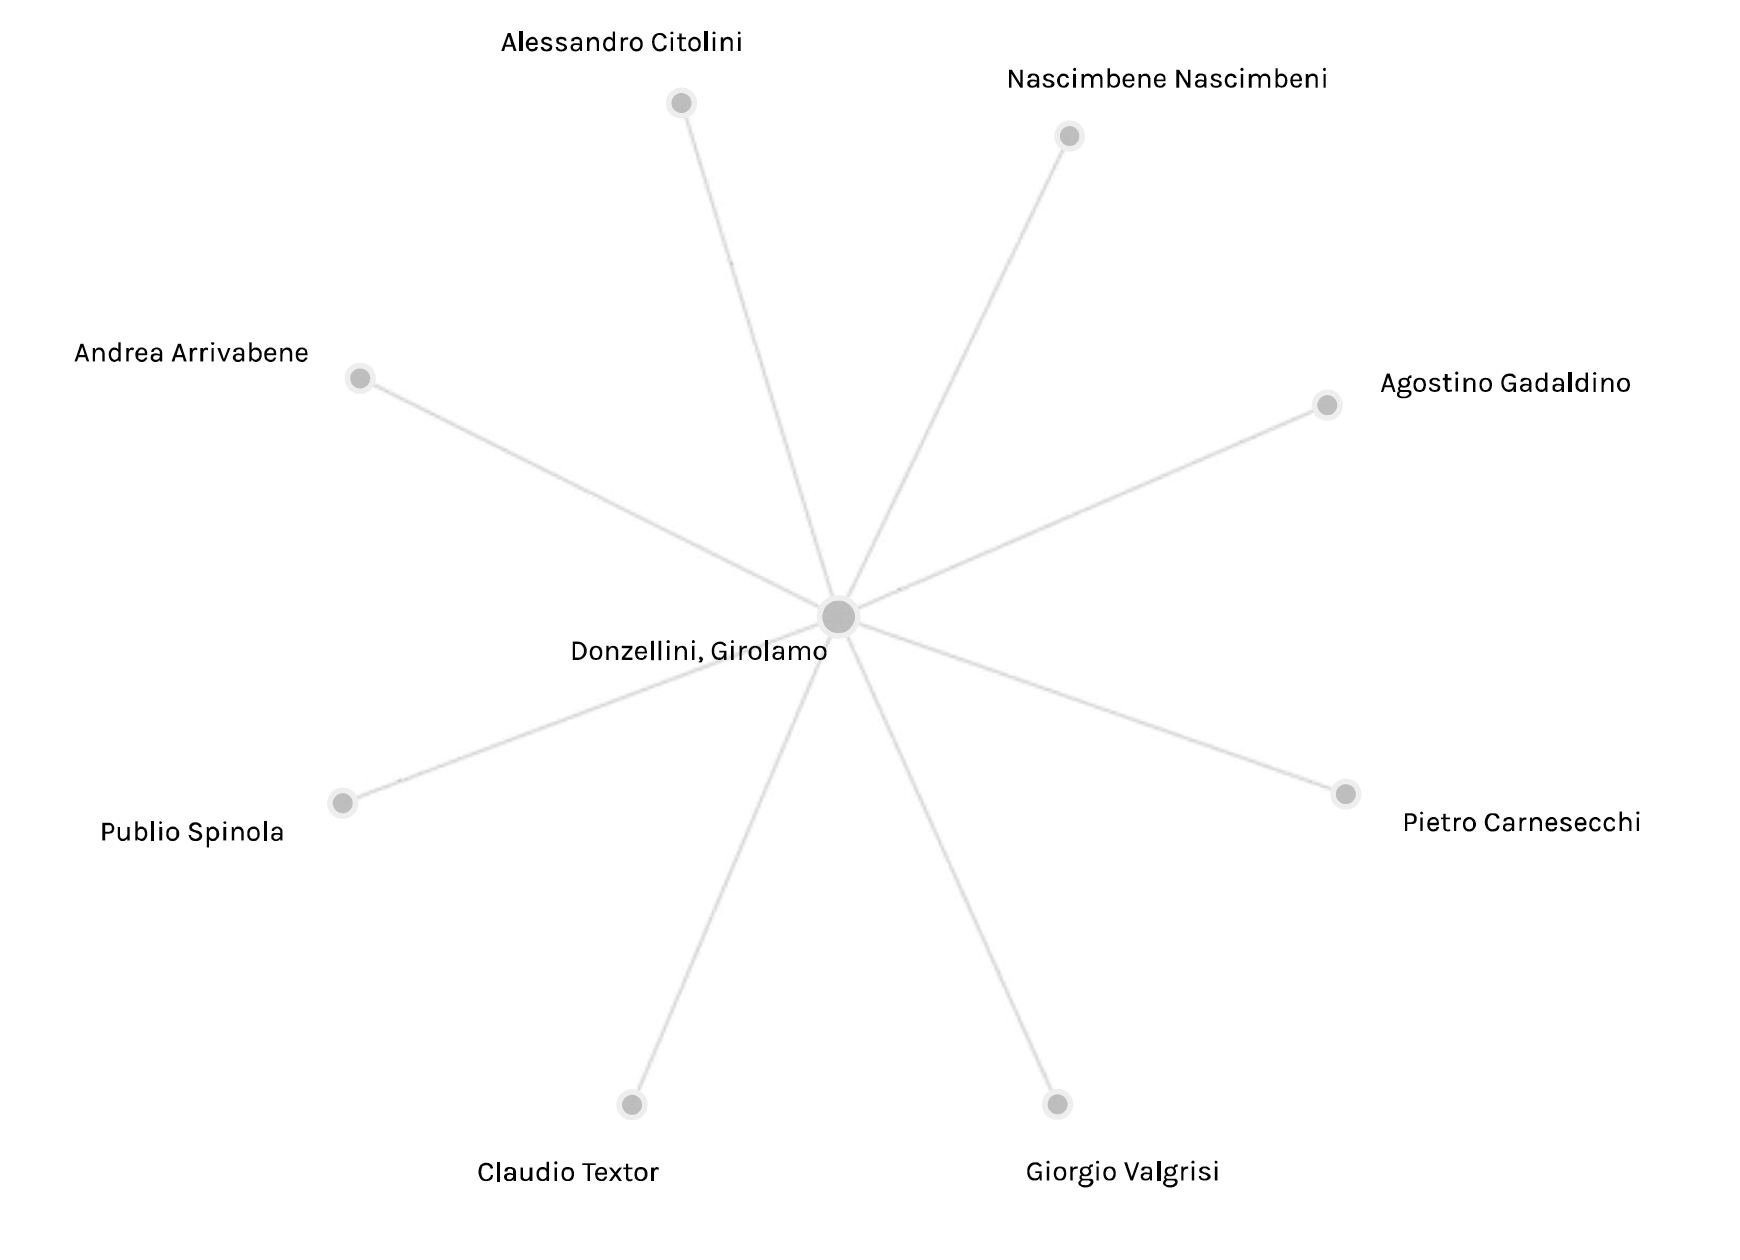 Alessandro Citolini
Nascimbene Nascimbeni
Andrea Arrivabene
Agostino Gadaldino
Donzellini, Girolamo
Publio Spinola
Pietro Carnesecchi
Claudio Textor
Giorgio Valgrisi